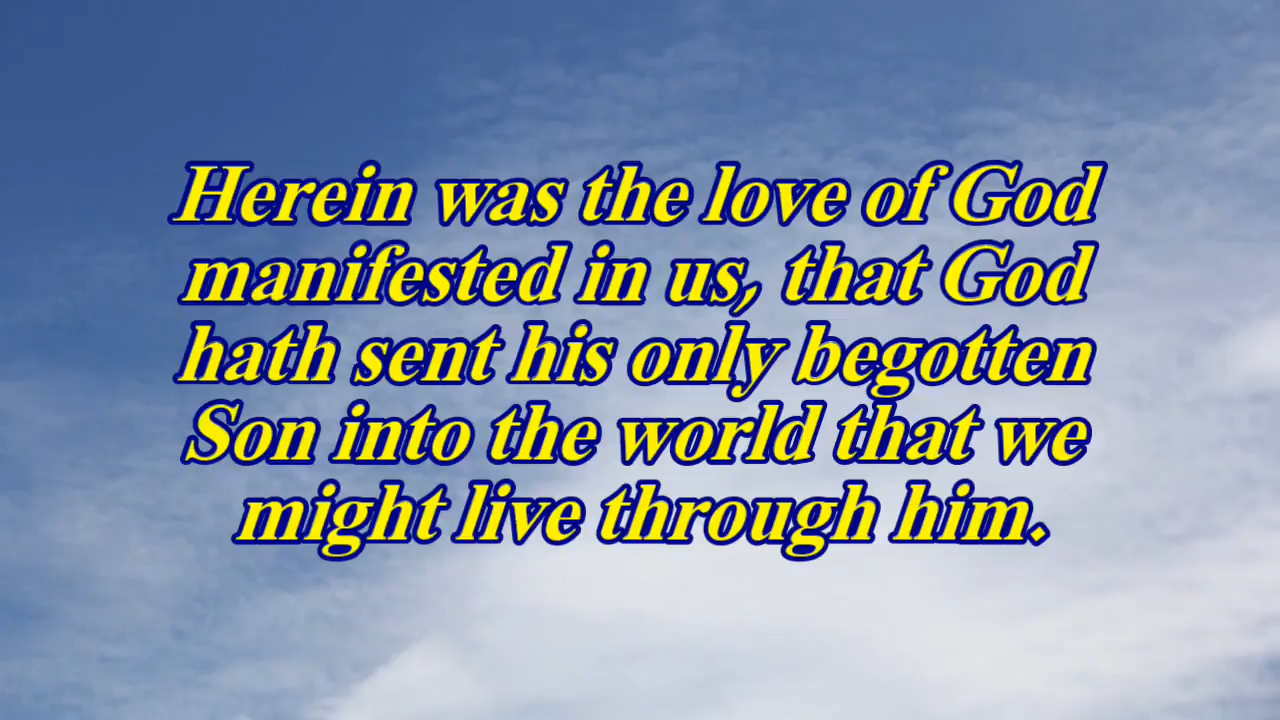 Herein was the love of God
manifested in us, that God
hath sent his only begotten
Son into the world that we
might live through him.